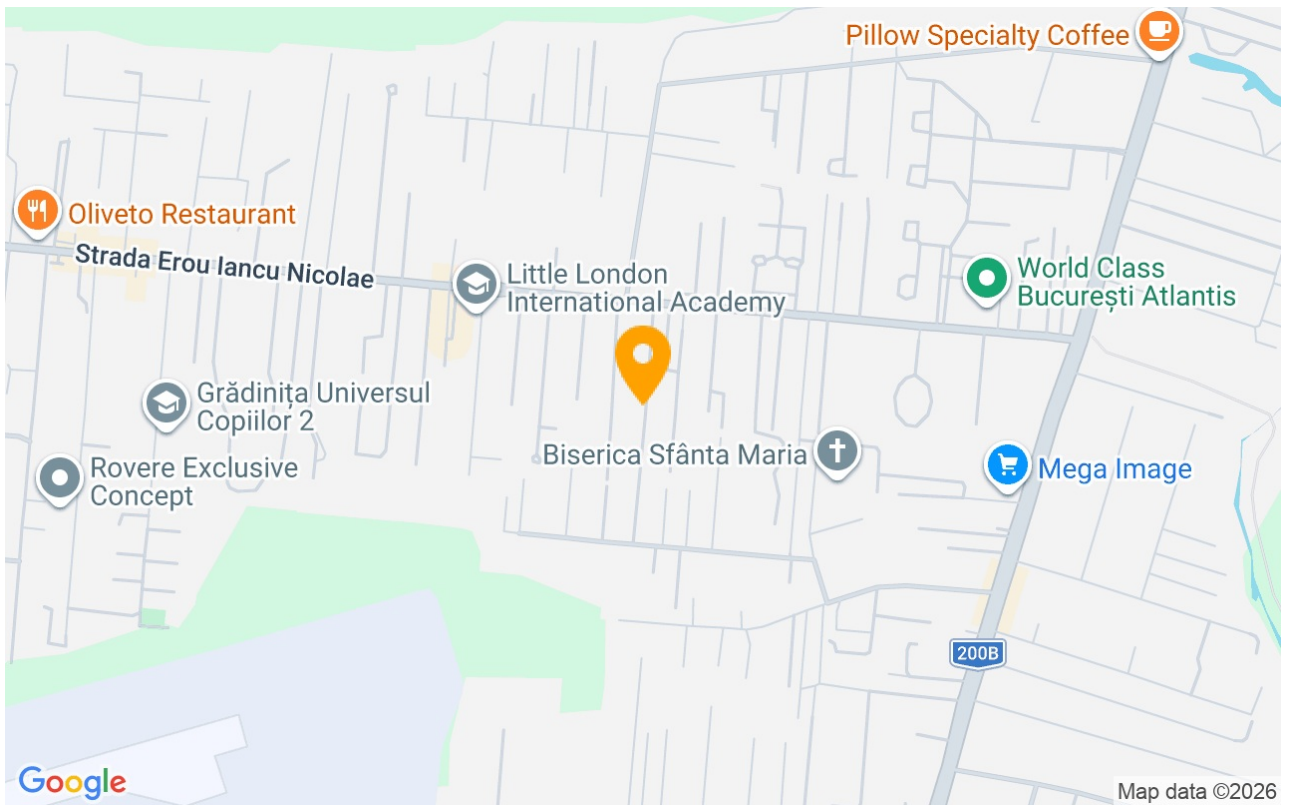 Pillow Specialty Coffee
Oliveto Restaurant
Strada Erou Iancu Nicolae
Little London
International Academy
World Class
București Atlantis
Grădinița Universul
Copiilor 2
Biserica Sfânta Maria
Rovere Exclusive
Concept
Mega Image
200B
Google
Map data ©2026